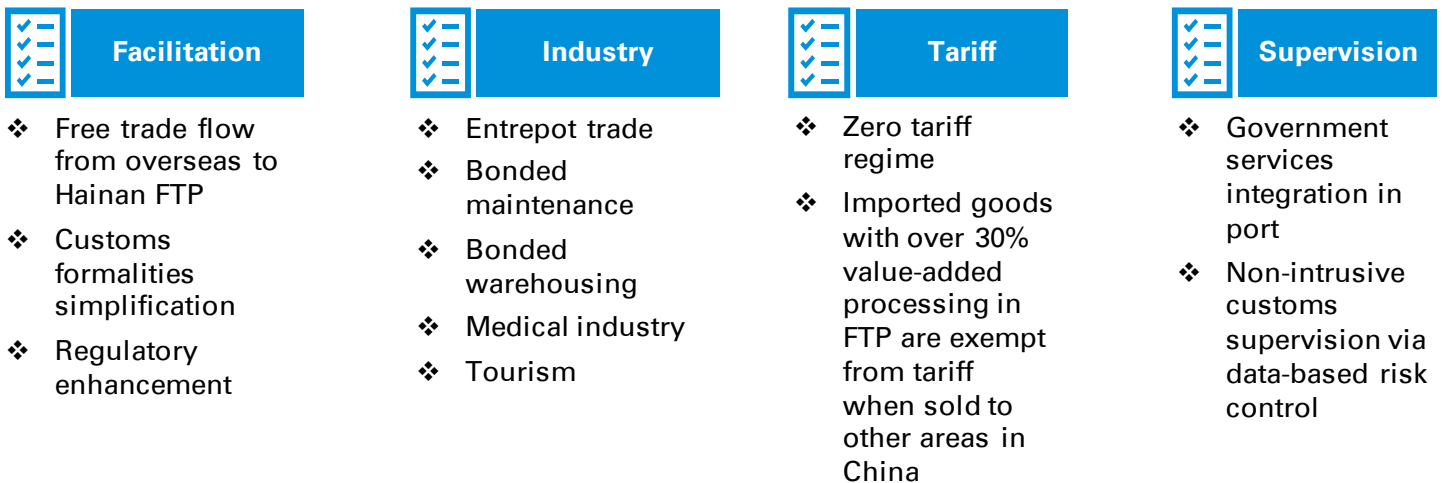 Facilitation
❖ Free trade flow
from overseas to
Hainan FTP
❖ Customs
formalities
simplification
❖ Regulatory
enhancement
Industry
❖ Entrepot trade
❖ Bonded
maintenance
❖ Bonded
warehousing
❖ Medical industry
❖ Tourism
Tariff
❖ Zero tariff
regime
❖ Imported goods
with over 30%
value-added
processing in
FTP are exempt
from tariff
when sold to
other areas in
China
Supervision
❖ Government
services
integration in
port
❖ Non-intrusive
customs
supervision via
data-based risk
control